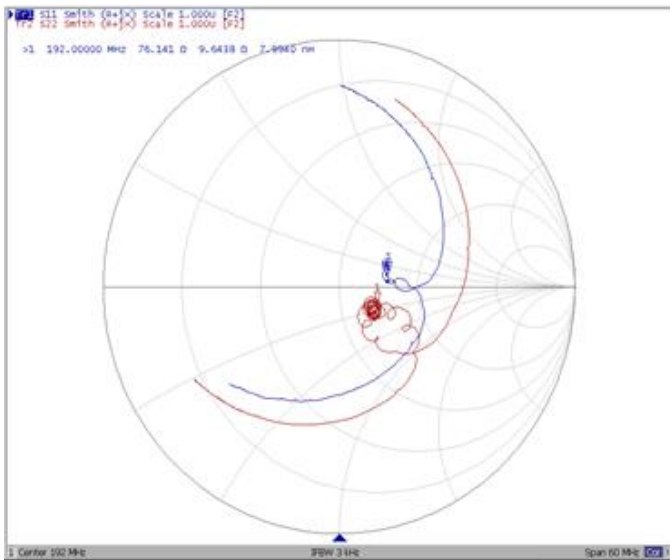 Tr1 S11 Smith (R+jX) Scale 1.000U [F2]
Tr2 S22 Smith (R+jX) Scale 1.000U [F2]
>1 192.00000 MHz 76.141 Ω 9.6438 Ω 7.9940 nH
1 Center 192 MHz
IFBW 3 kHz
Span 60 MHz Cor